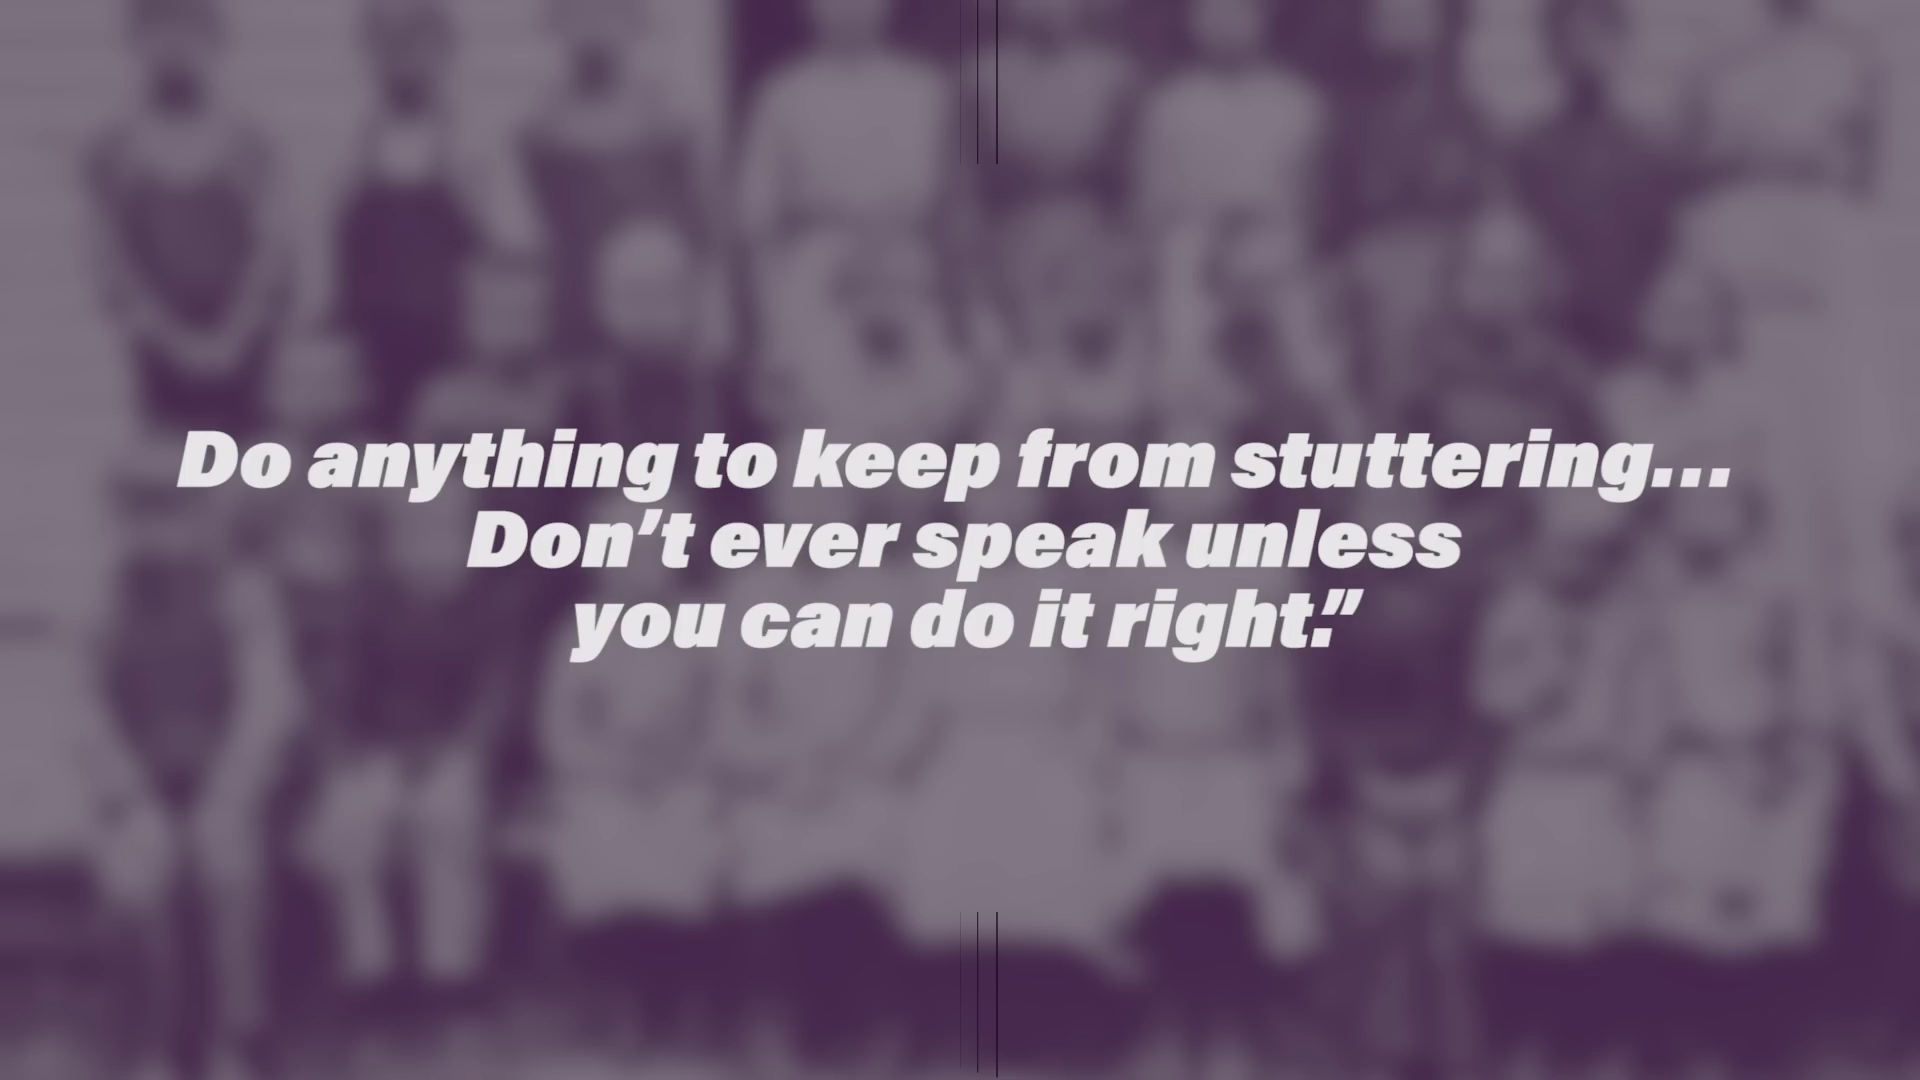 Do anything to keep from stuttering...
Don't ever speak unless
you can do it right.”